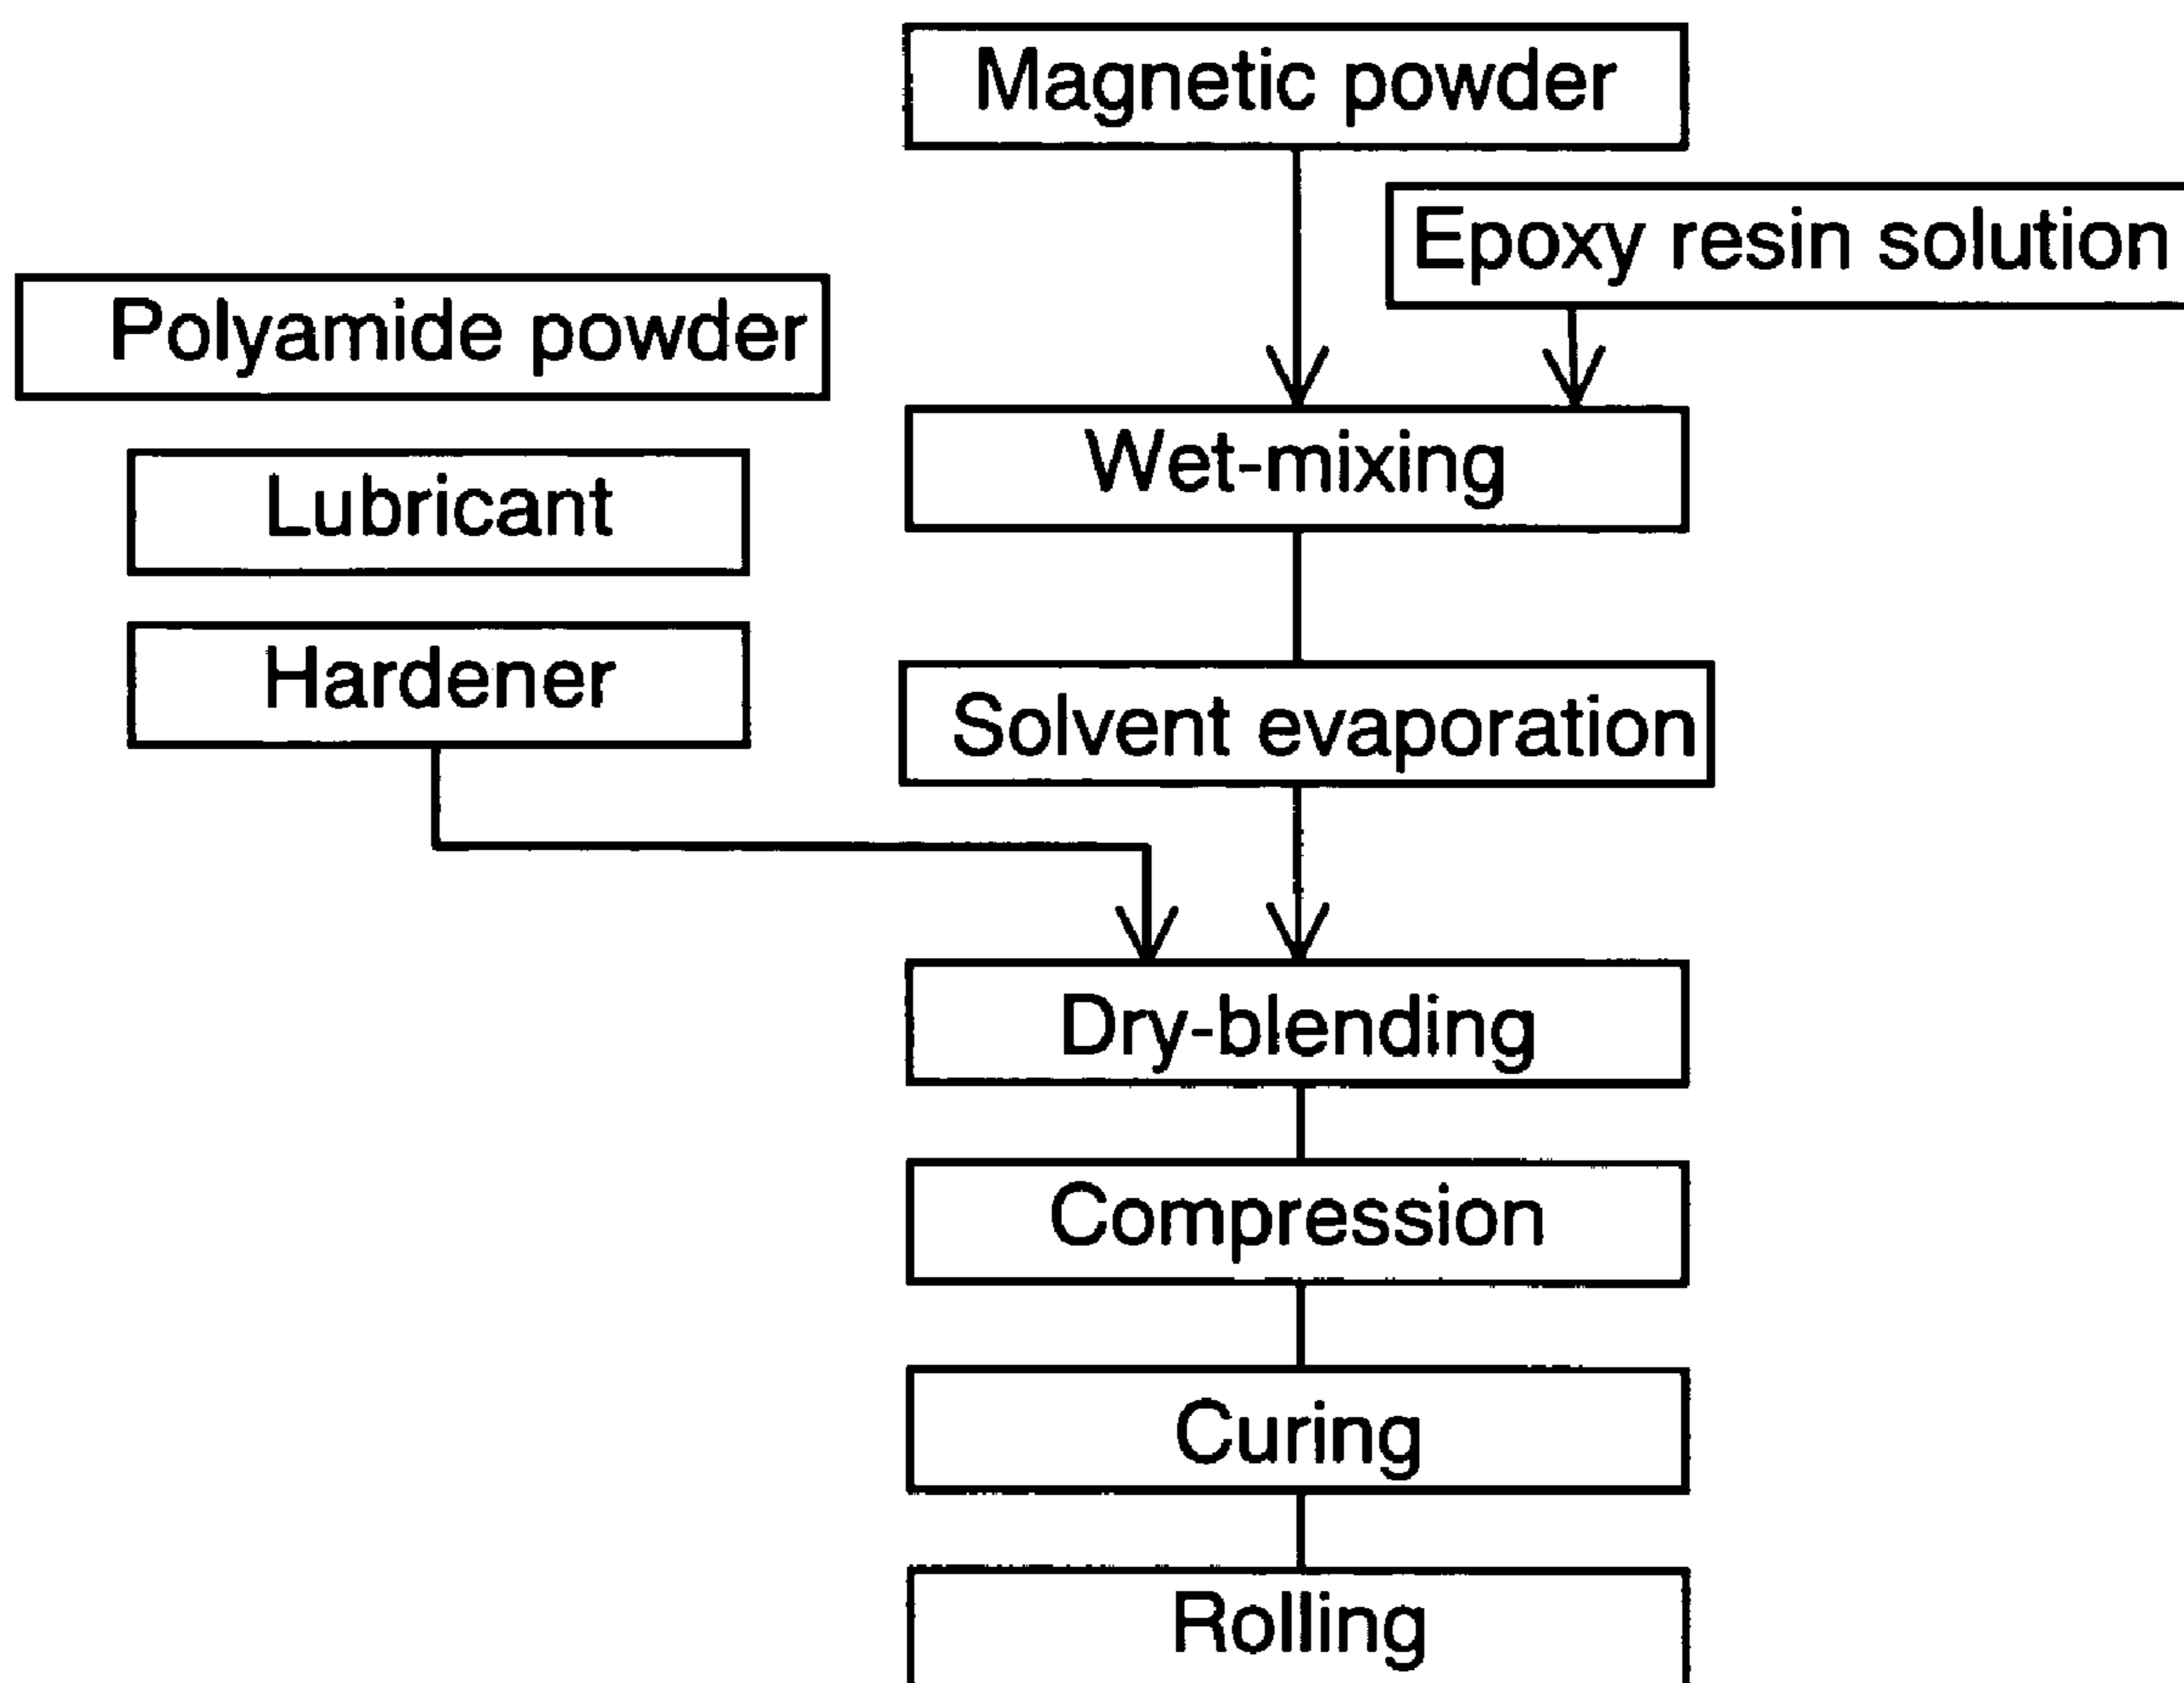 Magnetic powder
Epoxy resin solution
Polyamide powder
Wet-mixing
Lubricant
Hardener
Solvent evaporation
Dry-blending
Compression
Curing
Rolling